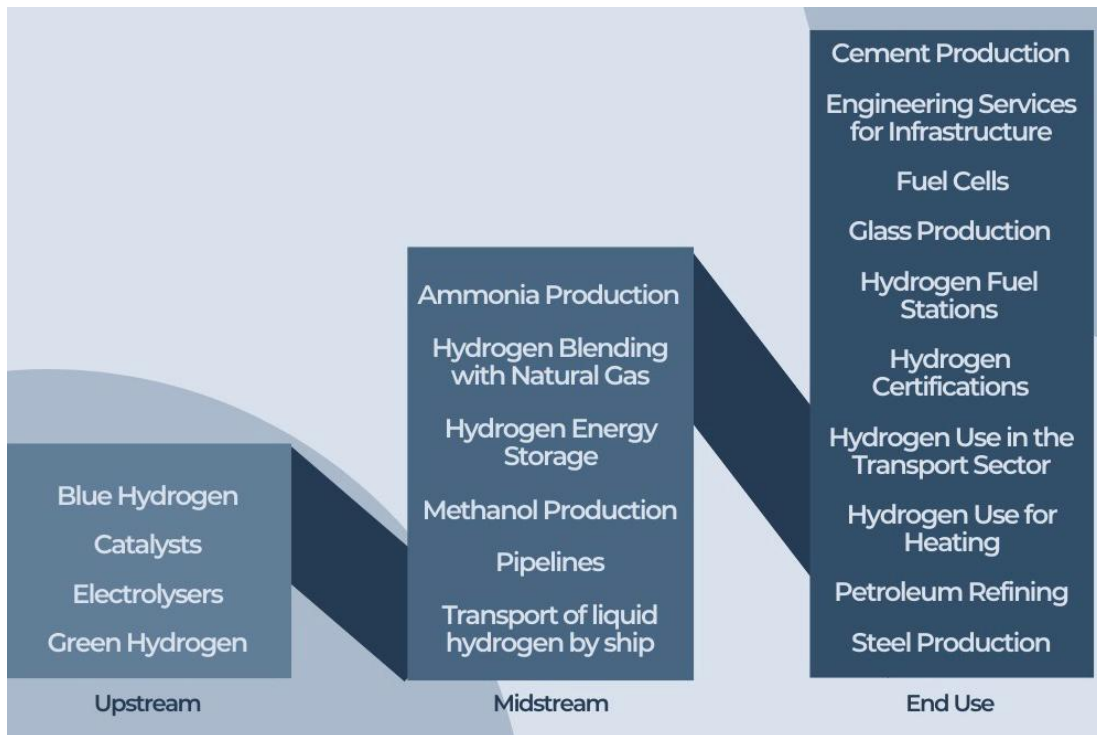 Blue Hydrogen
Catalysts
Electrolysers
Green Hydrogen
Upstream
Ammonia Production
Hydrogen Blending
with Natural Gas
Hydrogen Energy
Storage
Methanol Production
Pipelines
Transport of liquid
hydrogen by ship
Midstream
Cement Production
Engineering Services
for Infrastructure
Fuel Cells
Glass Production
Hydrogen Fuel
Stations
Hydrogen
Certifications
Hydrogen Use in the
Transport Sector
Hydrogen Use for
Heating
Petroleum Refining
Steel Production
End Use